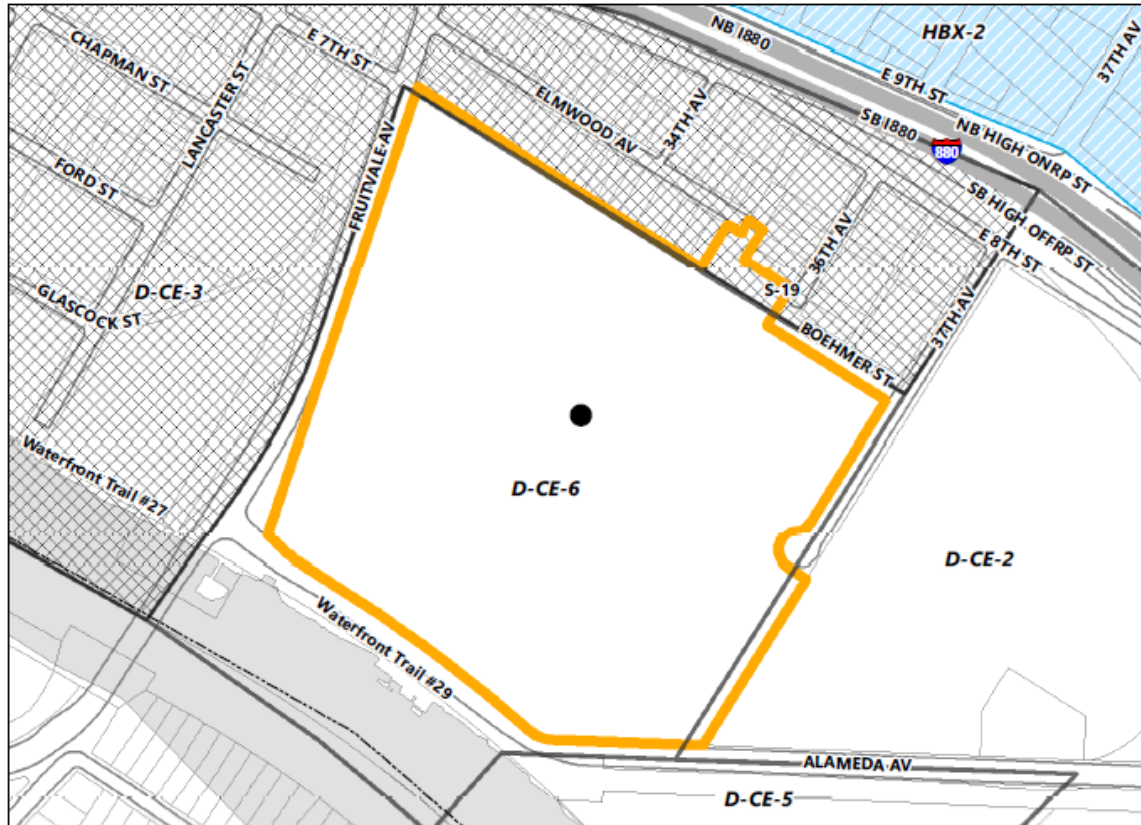 NB I880
HBX-2
37TH AV
E 7TH ST
CHAPMAN ST
LANCASTER ST
E 9TH ST
ELMWOOD AV
34TH AV
SB I880
NB HIGH ONRP ST
880
FORD ST
FRUITVALE AV
SB HIGH OFFRP ST
E 8TH ST
36TH AV
S-19
D-CE-3
GLASCOCK ST
37TH AV
BOEHMER ST
Waterfront Trail #27
D-CE-6
D-CE-2
Waterfront Trail #29
ALAMEDA AV
D-CE-5